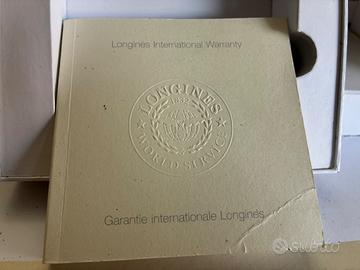 Longines International Warranty
LONGINES
1832
WORLD SERVICE
Garantie internationale Longines
SUBITO